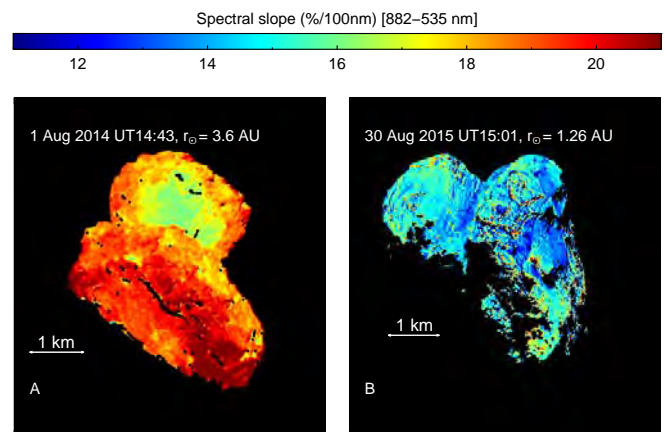 Spectral slope (%/100nm) [882−535 nm]
12 14 16 18 20
1 Aug 2014 UT14:43, r☉= 3.6 AU
30 Aug 2015 UT15:01, r☉= 1.26 AU
1 km
1 km
A
B